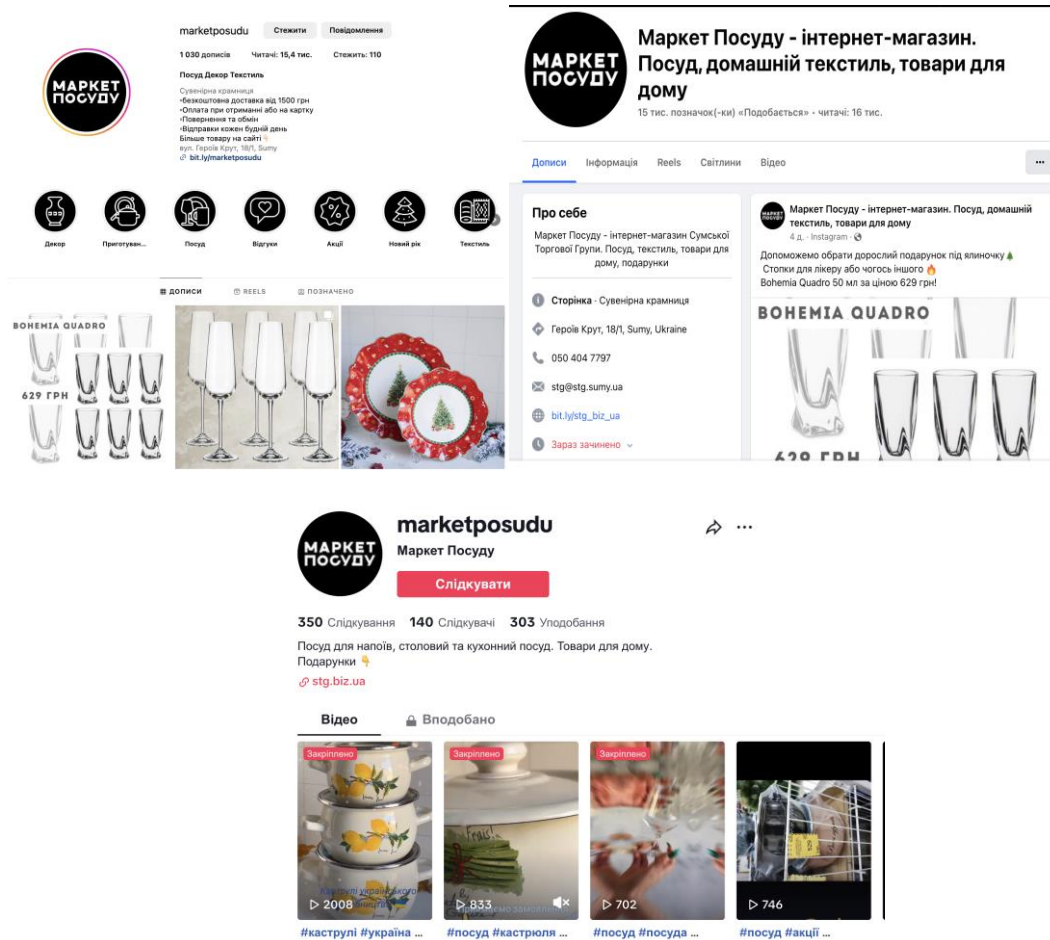 marketposudu
Стежити
Повідомлення
1 030 дописів
Читачі: 15,4 тис.
Стежить: 110
МАРКЕТ
ПОСУДУ
Посуд Декор Текстиль
Сувенірна крамниця
•безкоштовна доставка від 1500 грн
•Оплата при отриманні або на картку
•Повернення та обмін
•Відправки кожен будній день
Більше товару на сайті👇🏻
вул. Героїв Крут, 18/1, Sumy
bit.ly/marketposudu
Декор
Приготуван...
Посуд
Відгуки
Акції
Новий рік
Текстиль
ДОПИСИ
REELS
ПОЗНАЧЕНО
BOHEMIA QUADRO
629 ГРН
МАРКЕТ
ПОСУДУ
Маркет Посуду - інтернет-магазин.
Посуд, домашній текстиль, товари для
дому
15 тис. позначок(-ки) «Подобається» • читачі: 16 тис.
Дописи
Інформація
Reels
Світлини
Відео
Про себе
Маркет Посуду - інтернет-магазин Сумської
Торгової Групи. Посуд, текстиль, товари для
дому, подарунки
Сторінка · Сувенірна крамниця
Героїв Крут, 18/1, Sumy, Ukraine
050 404 7797
stg@stg.sumy.ua
bit.ly/stg_biz_ua
Зараз зачинено
МАРКЕТ
ПОСУДУ
Маркет Посуду - інтернет-магазин. Посуд, домашній
текстиль, товари для дому
4 д. · Instagram ·
Допоможемо обрати дорослий подарунок під ялиночку🎄
Стопки для лікеру або чогось іншого 🔥
Bohemia Quadro 50 мл за ціною 629 грн!
BOHEMIA QUADRO
629 ГРН
МАРКЕТ
ПОСУДУ
marketposudu
Маркет Посуду
Слідкувати
350 Слідкування 140 Слідкувачі 303 Уподобання
Посуд для напоїв, столовий та кухонний посуд. Товари для дому.
Подарунки 👇
stg.biz.ua
Відео
Вподобано
Закріплено
Каструлі українського
2008
#каструлі #україна ...
Закріплено
Frais!
833
#посуд #кастрюля ...
Закріплено
702
#посуд #посуда ...
746
#посуд #акції ...